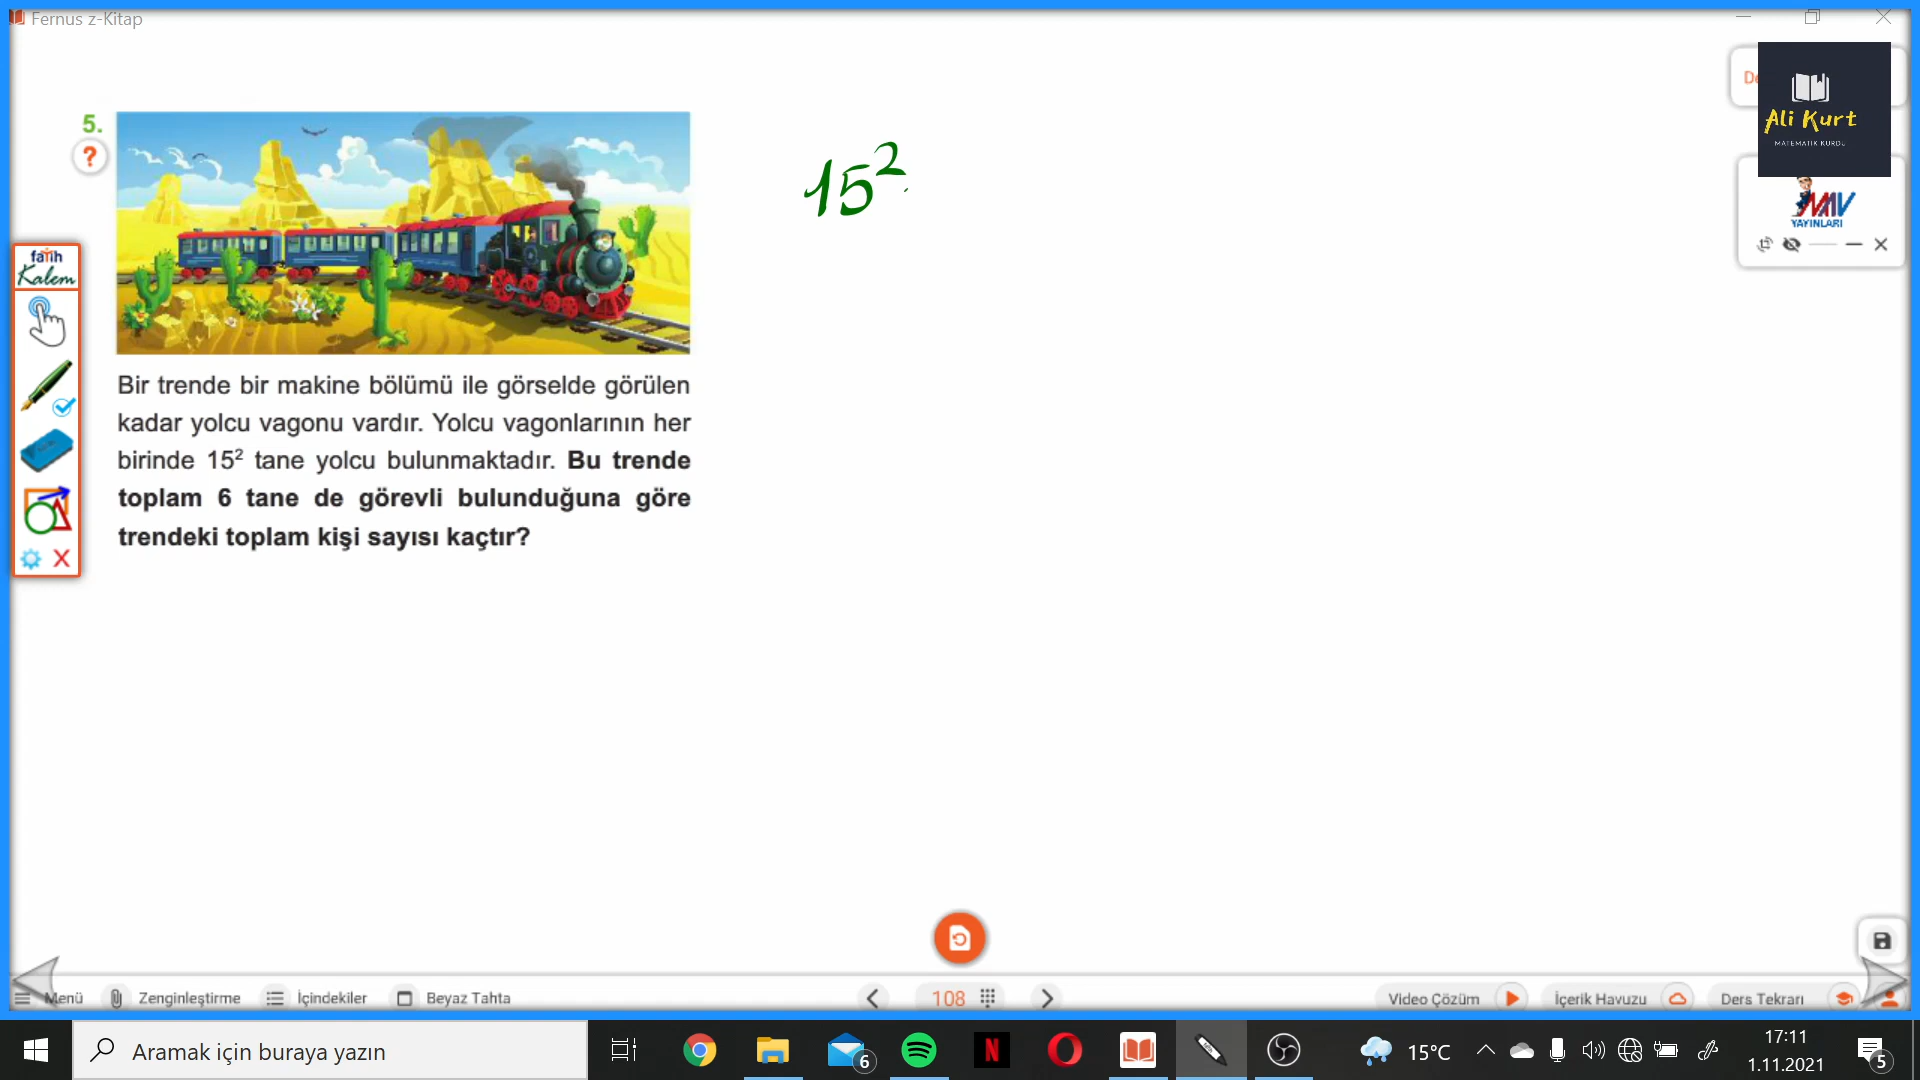 Fernus z-Kitap
Ali Kurt
MATEMATİK KURDU
MAV
YAYINLARI
fatih
Kalem
5.
?
15²
Bir trende bir makine bölümü ile görselde görülen
kadar yolcu vagonu vardır. Yolcu vagonlarının her
birinde 15² tane yolcu bulunmaktadır. Bu trende
toplam 6 tane de görevli bulunduğuna göre
trendeki toplam kişi sayısı kaçtır?
Menü
Zenginleştirme
İçindekiler
Beyaz Tahta
108
Video Çözüm
İçerik Havuzu
Ders Tekrarı
Aramak için buraya yazın
6
N
15°C
17:11
1.11.2021
5